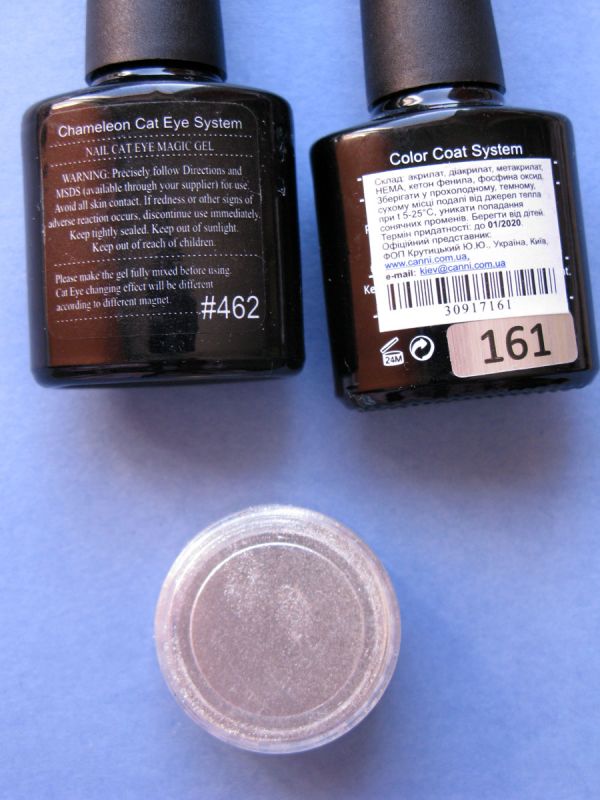 Chameleon Cat Eye System
NAIL CAT EYE MAGIC GEL
WARNING: Precisely follow Directions and
MSDS (available through your supplier) for use.
Avoid all skin contact. If redness or other signs of
adverse reaction occurs, discontinue use immediately.
Keep tightly sealed. Keep out of sunlight.
Keep out of reach of children.
Please make the gel fully mixed before using.
Cat Eye changing effect will be different
according to different magnet.
#462
Color Coat System
Склад: акрилат, діакрилат, метакрилат,
HEMA, кетон фенила, фосфина оксид.
Зберігати у прохолодному, темному,
сухому місці подалі від джерел тепла
при t 5-25°C, уникати попадання
сонячних променів. Берегти від дітей.
Термін придатності: до 01/2020.
Офіційний представник:
ФОП Крутицький Ю.Ю., Україна, Київ,
www.canni.com.ua,
e-mail: kiev@canni.com.ua
30917161
24M
161